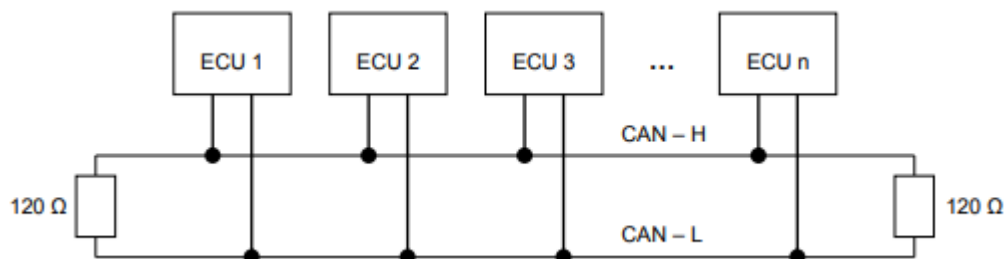 ECU 1
ECU 2
ECU 3
...
ECU n
CAN – H
120 Ω
120 Ω
CAN – L